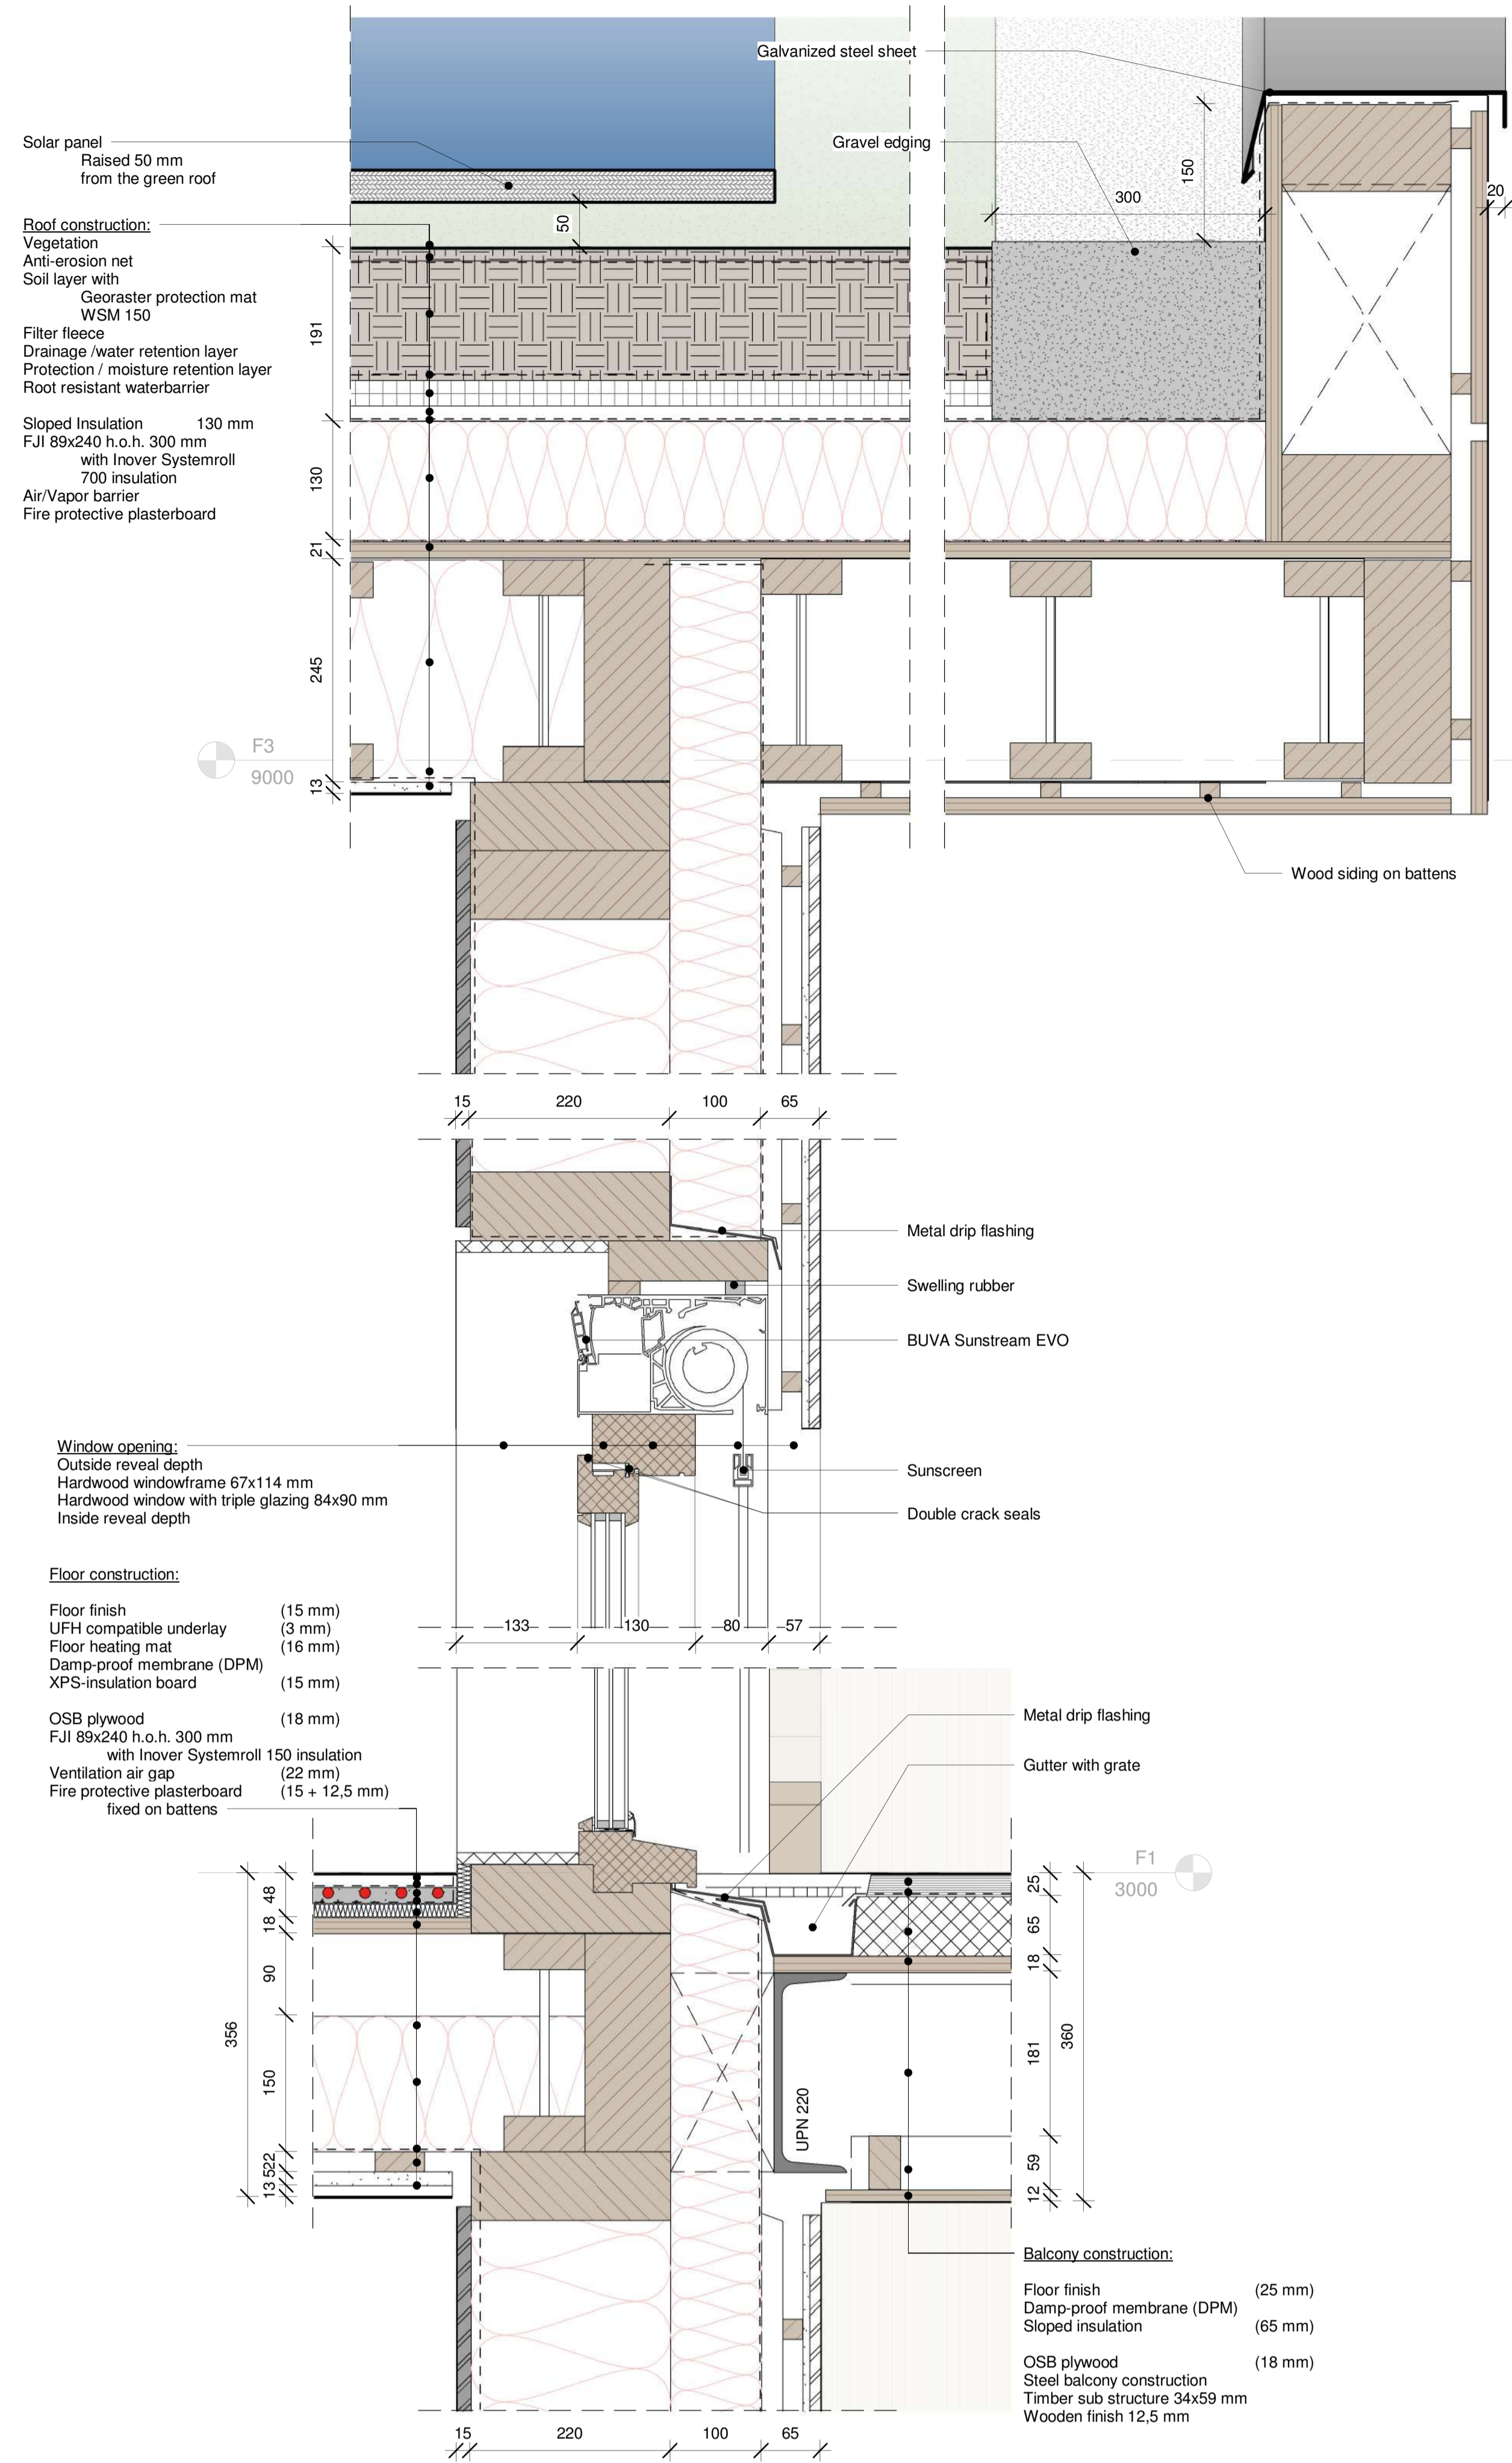 Galvanized steel sheet
Solar panel
Raised 50 mm
from the green roof
Gravel edging
150
300
20
50
Roof construction:
Vegetation
Anti-erosion net
Soil layer with
Georaster protection mat
WSM 150
Filter fleece
Drainage /water retention layer
Protection / moisture retention layer
Root resistant waterbarrier
Sloped Insulation 130 mm
FJI 89x240 h.o.h. 300 mm
with Inover Systemroll
700 insulation
Air/Vapor barrier
Fire protective plasterboard
191
130
21
245
13
F3
9000
Wood siding on battens
15 220 100 65
Metal drip flashing
Swelling rubber
BUVA Sunstream EVO
Sunscreen
Double crack seals
Window opening:
Outside reveal depth
Hardwood windowframe 67x114 mm
Hardwood window with triple glazing 84x90 mm
Inside reveal depth
133 130 80 57
Floor construction:
Floor finish (15 mm)
UFH compatible underlay (3 mm)
Floor heating mat (16 mm)
Damp-proof membrane (DPM)
XPS-insulation board (15 mm)
OSB plywood (18 mm)
FJI 89x240 h.o.h. 300 mm
with Inover Systemroll 150 insulation
Ventilation air gap (22 mm)
Fire protective plasterboard (15 + 12,5 mm)
fixed on battens
Metal drip flashing
Gutter with grate
F1
3000
48
18
90
150
22
15
13
356
25
65
18
181
59
12
360
UPN 220
Balcony construction:
Floor finish (25 mm)
Damp-proof membrane (DPM)
Sloped insulation (65 mm)
OSB plywood (18 mm)
Steel balcony construction
Timber sub structure 34x59 mm
Wooden finish 12,5 mm
15 220 100 65